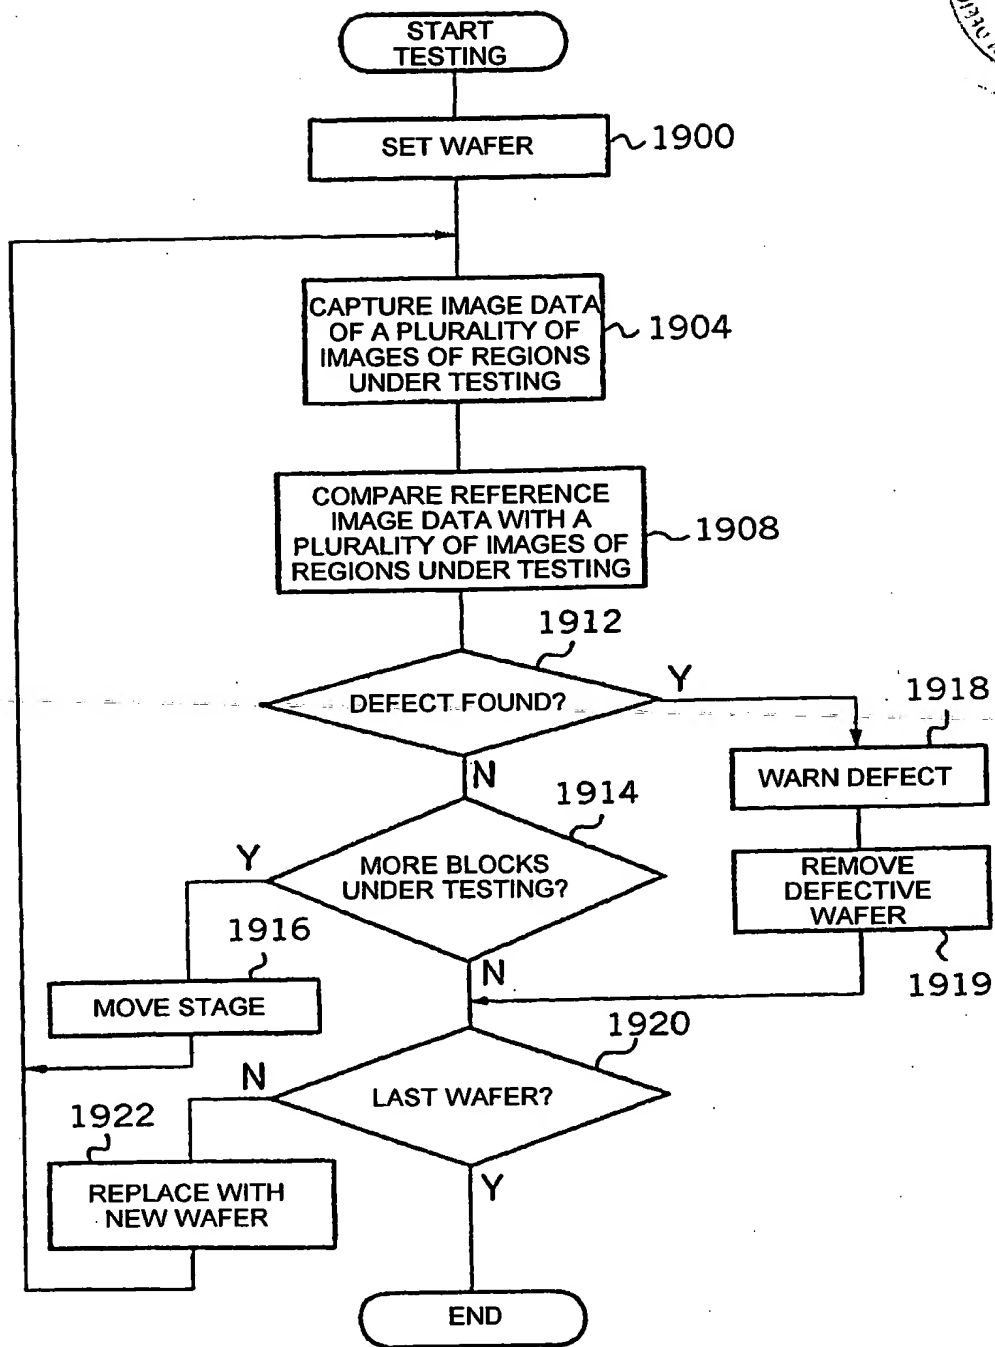 START
TESTING
SET WAFER
1900
CAPTURE IMAGE DATA
OF A PLURALITY OF
IMAGES OF REGIONS
UNDER TESTING
1904
COMPARE REFERENCE
IMAGE DATA WITH A
PLURALITY OF IMAGES OF
REGIONS UNDER TESTING
1908
1912
DEFECT FOUND?
Y
N
1918
WARN DEFECT
1914
MORE BLOCKS
UNDER TESTING?
Y
N
REMOVE
DEFECTIVE
WAFER
1919
1916
MOVE STAGE
1920
LAST WAFER?
N
Y
1922
REPLACE WITH
NEW WAFER
END